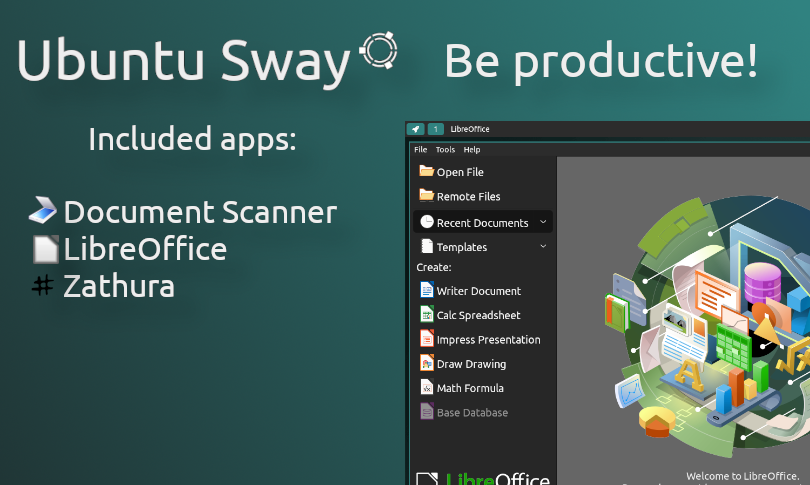 Ubuntu Sway
Be productive!
Included apps:
Document Scanner
LibreOffice
Zathura
1 LibreOffice
File Tools Help
Open File
Remote Files
Recent Documents
Templates
Create:
Writer Document
Calc Spreadsheet
Impress Presentation
Draw Drawing
Math Formula
Base Database
LibreOffice
Welcome to LibreOffice.